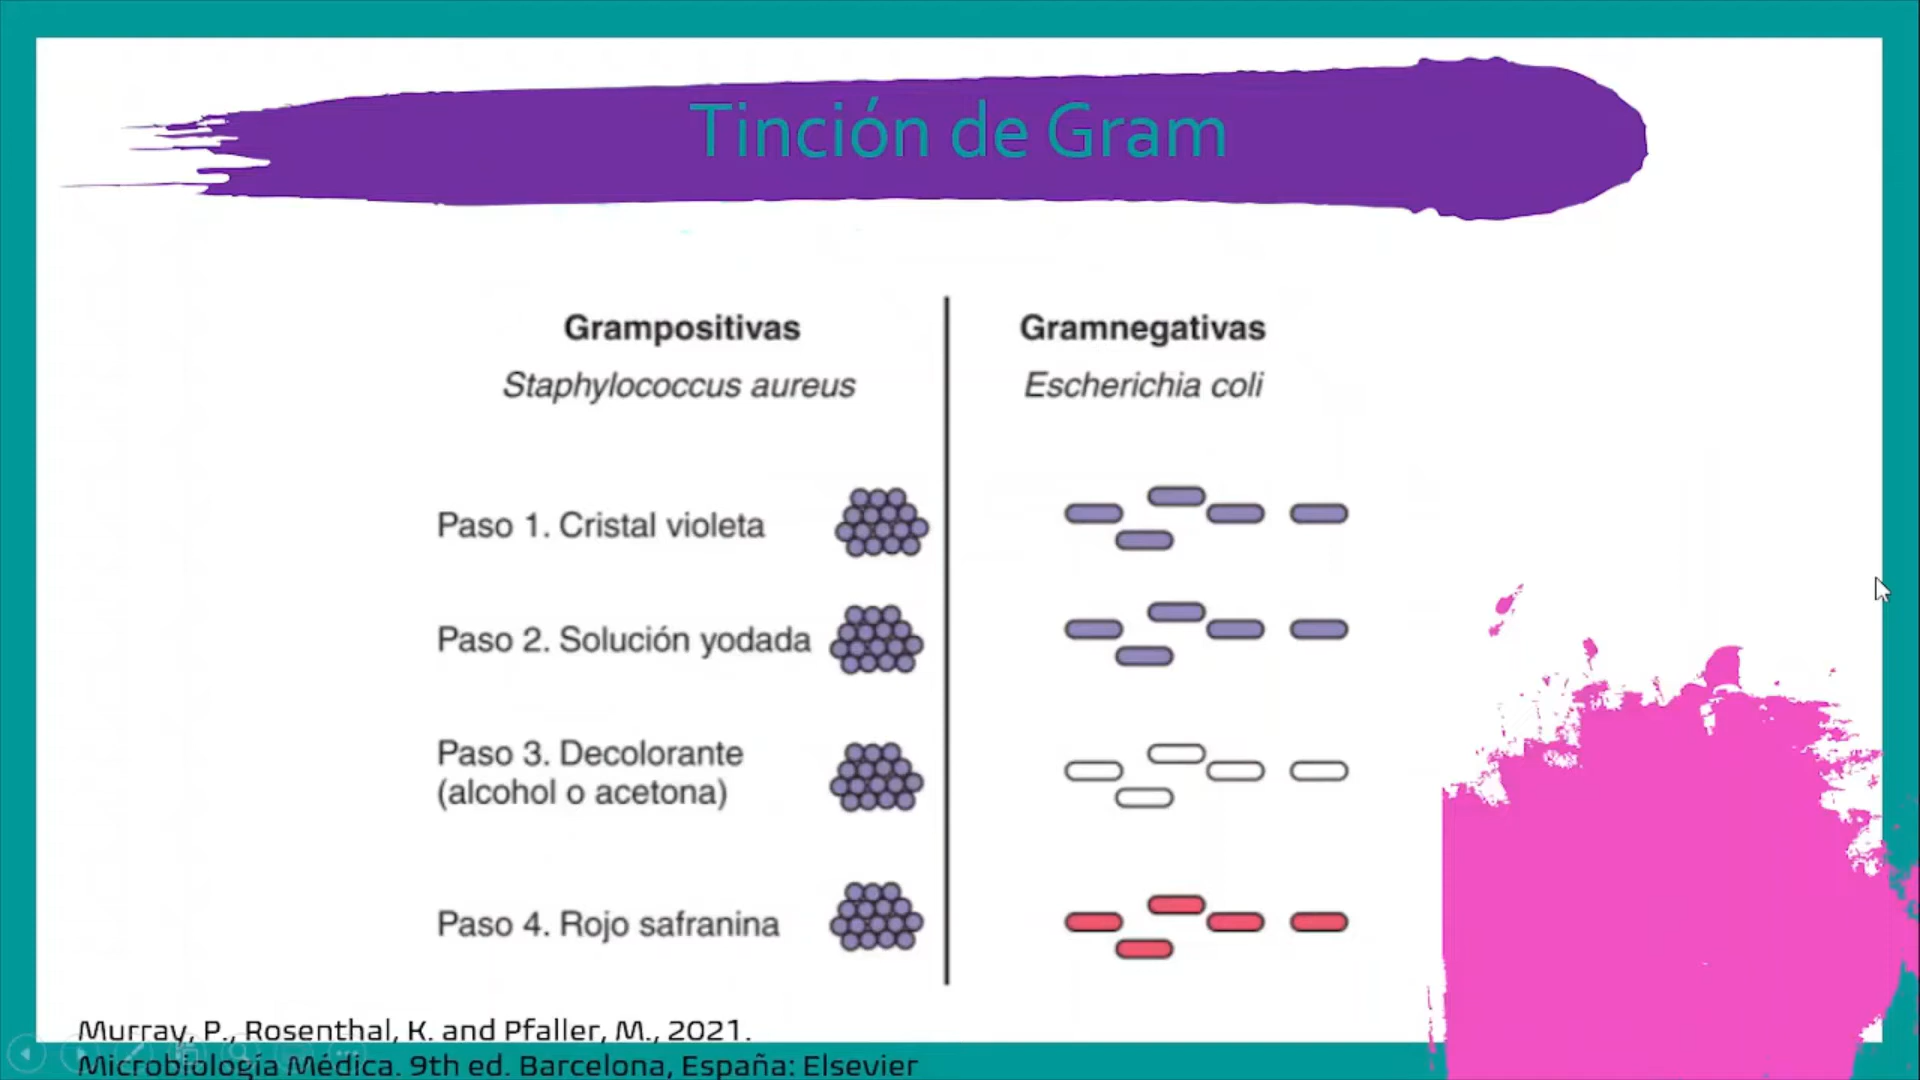 Tinción de Gram
Grampositivas
Staphylococcus aureus
Gramnegativas
Escherichia coli
Paso 1. Cristal violeta
Paso 2. Solución yodada
Paso 3. Decolorante
(alcohol o acetona)
Paso 4. Rojo safranina
Murray, P., Rosenthal, K. and Pfaller, M., 2021.
Microbiología Médica. 9th ed. Barcelona, España: Elsevier